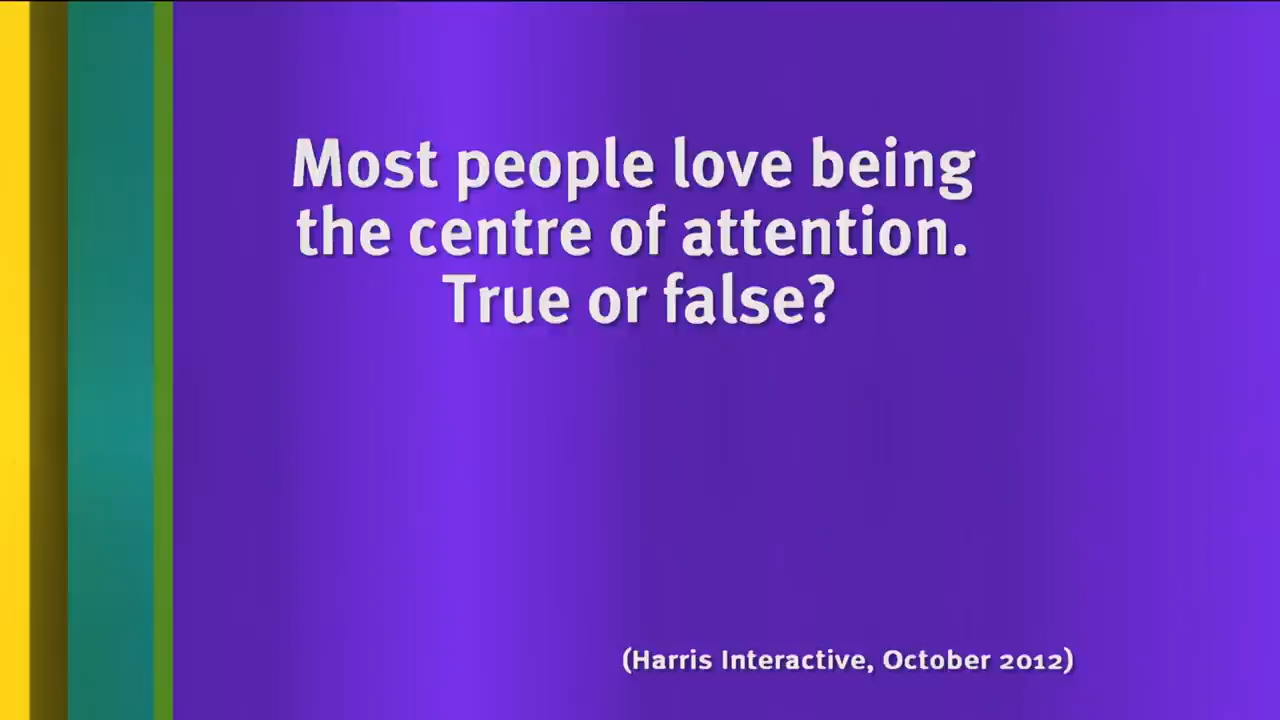 Most people love being
the centre of attention.
True or false?
(Harris Interactive, October 2012)